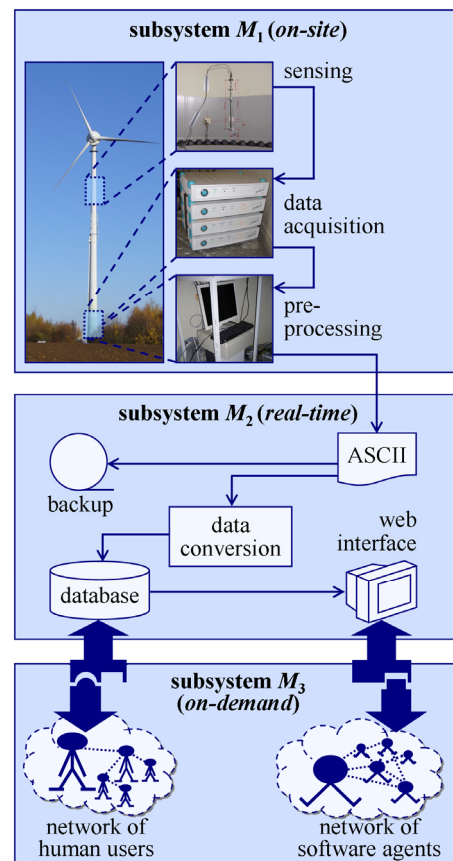 subsystem M1 (on-site)
sensing
data
acquisition
pre-
processing
subsystem M2 (real-time)
ASCII
backup
data
conversion
web
interface
database
subsystem M3
(on-demand)
network of
human users
network of
software agents